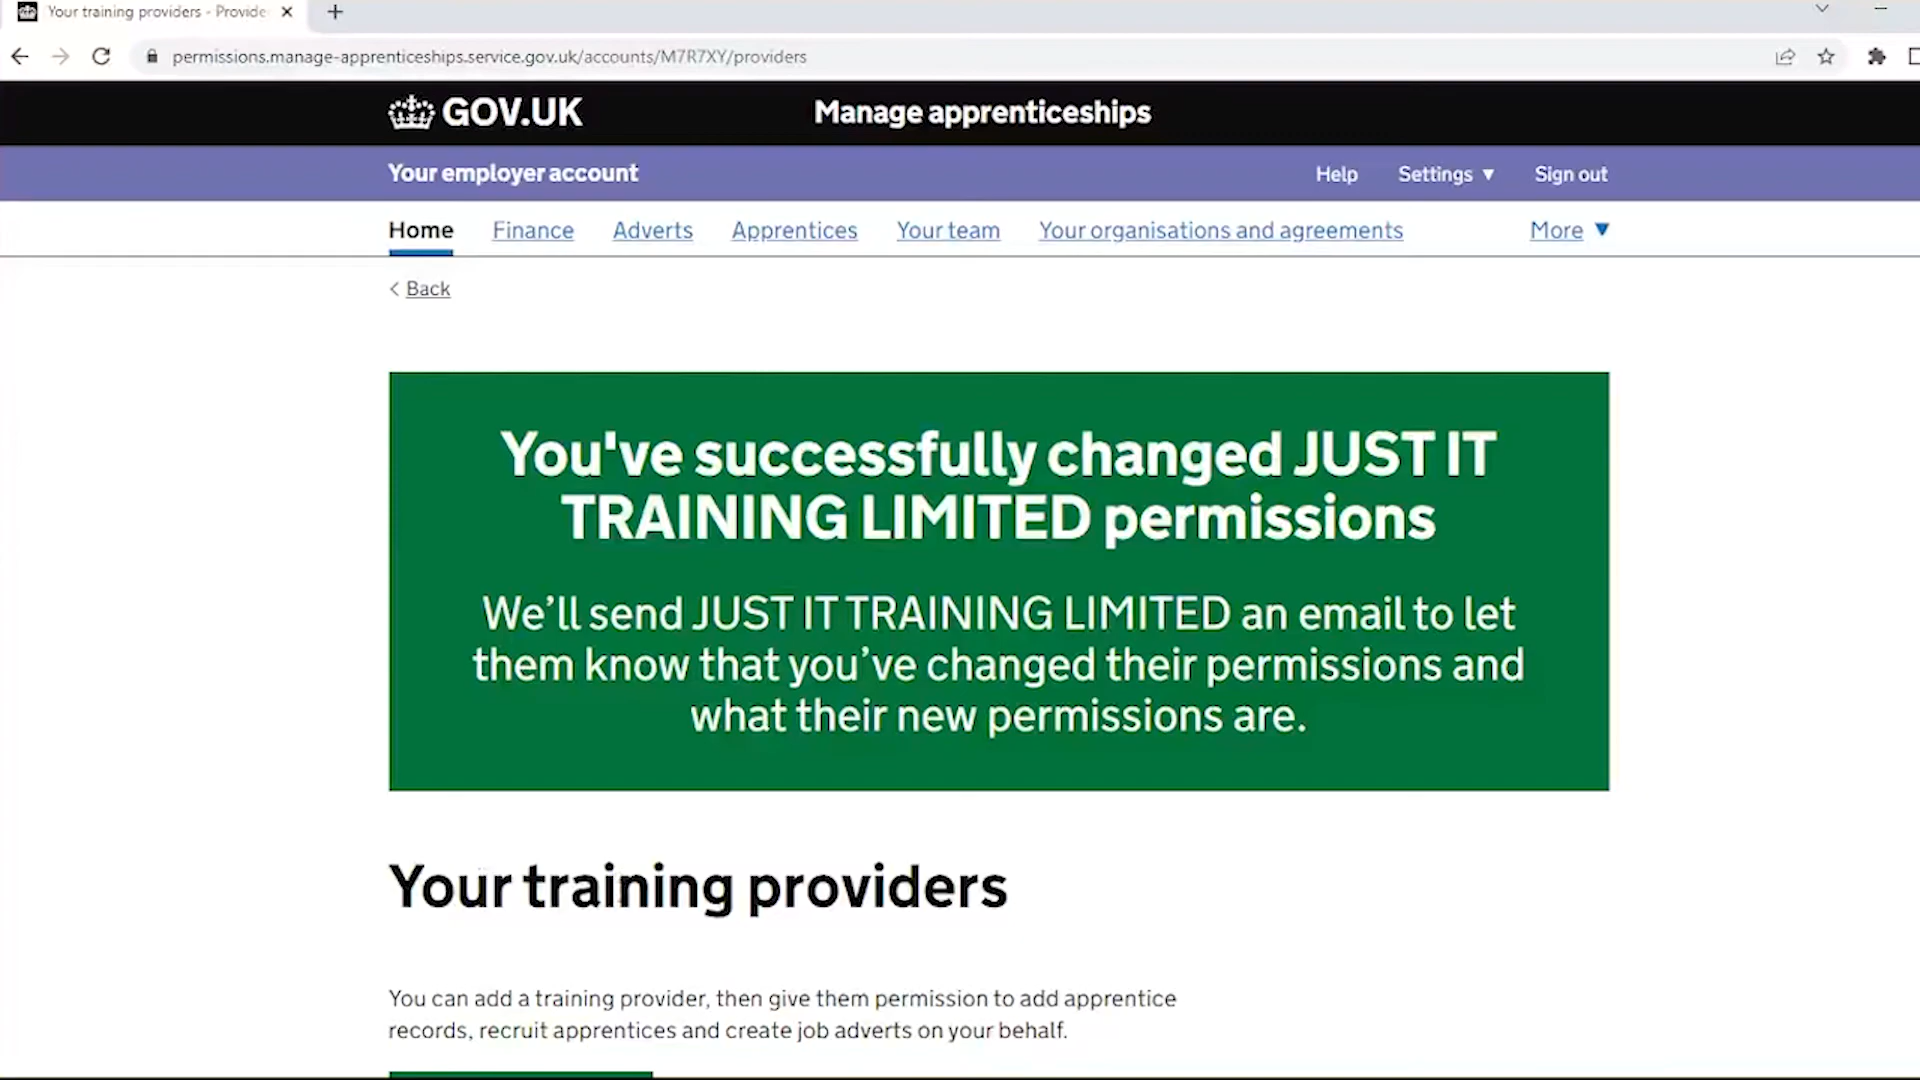 Your training providers - Provide
permissions.manage-apprenticeships.service.gov.uk/accounts/M7R7XY/providers
GOV.UK
Manage apprenticeships
Your employer account
Help
Settings ▼
Sign out
Home
Finance
Adverts
Apprentices
Your team
Your organisations and agreements
More ▼
< Back
You've successfully changed JUST IT
TRAINING LIMITED permissions
We’ll send JUST IT TRAINING LIMITED an email to let
them know that you’ve changed their permissions and
what their new permissions are.
Your training providers
You can add a training provider, then give them permission to add apprentice
records, recruit apprentices and create job adverts on your behalf.